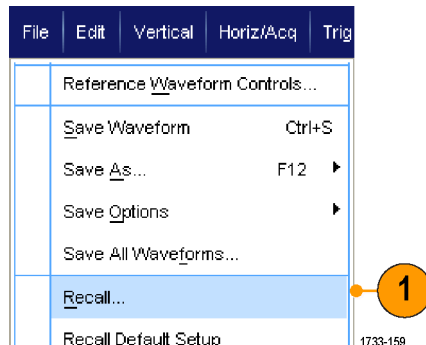 File Edit Vertical Horiz/Acq Trig
Reference Waveform Controls...
Save Waveform Ctrl+S
Save As... F12
Save Options
Save All Waveforms...
Recall...
1
Recall Default Setup
1733-159